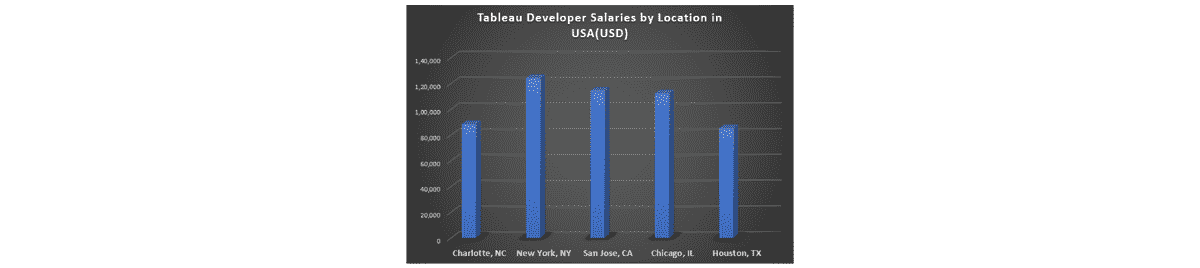 Tableau Developer Salaries by Location in
USA(USD)
1,40,000
1,20,000
1,00,000
80,000
60,000
40,000
20,000
0
Charlotte, NC New York, NY San Jose, CA Chicago, IL Houston, TX